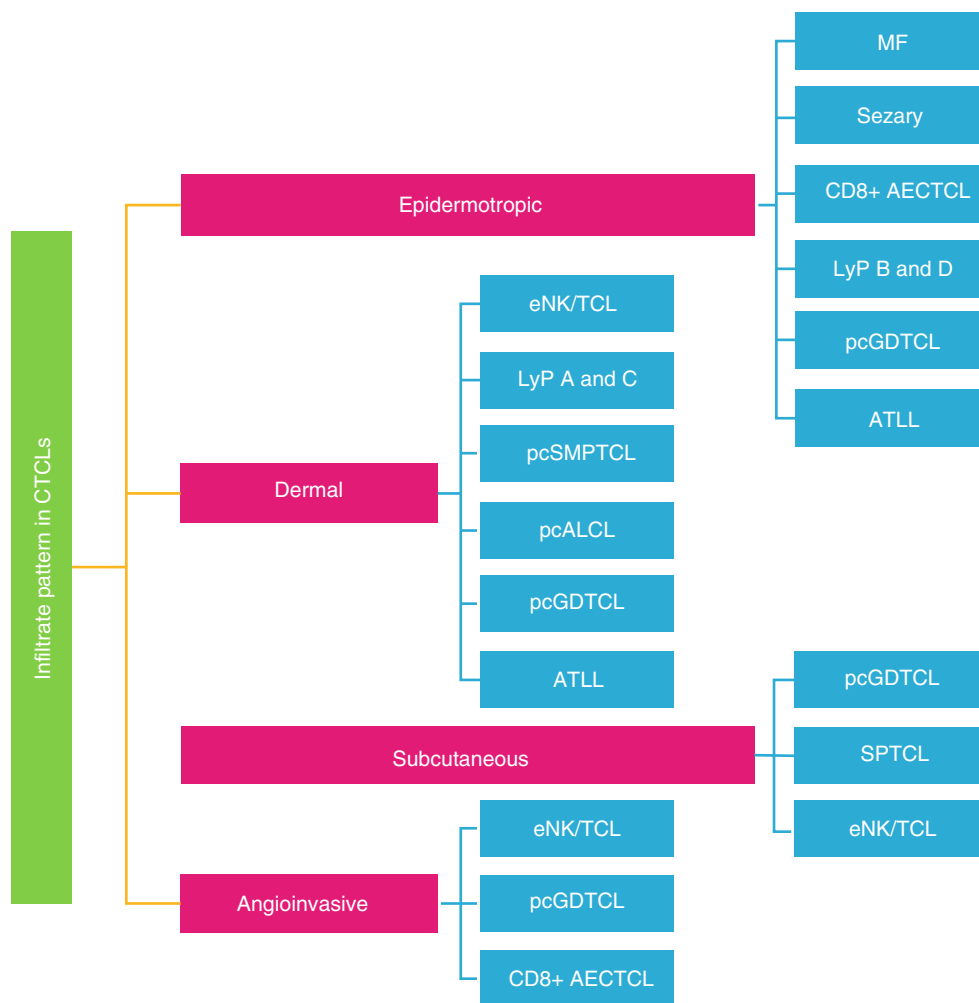 Infiltrate pattern in CTCLs
Epidermotropic
MF
Sezary
CD8+ AECTCL
LyP B and D
pcGDTCL
ATLL
Dermal
eNK/TCL
LyP A and C
pcSMPTCL
pcALCL
pcGDTCL
ATLL
Subcutaneous
pcGDTCL
SPTCL
eNK/TCL
Angioinvasive
eNK/TCL
pcGDTCL
CD8+ AECTCL